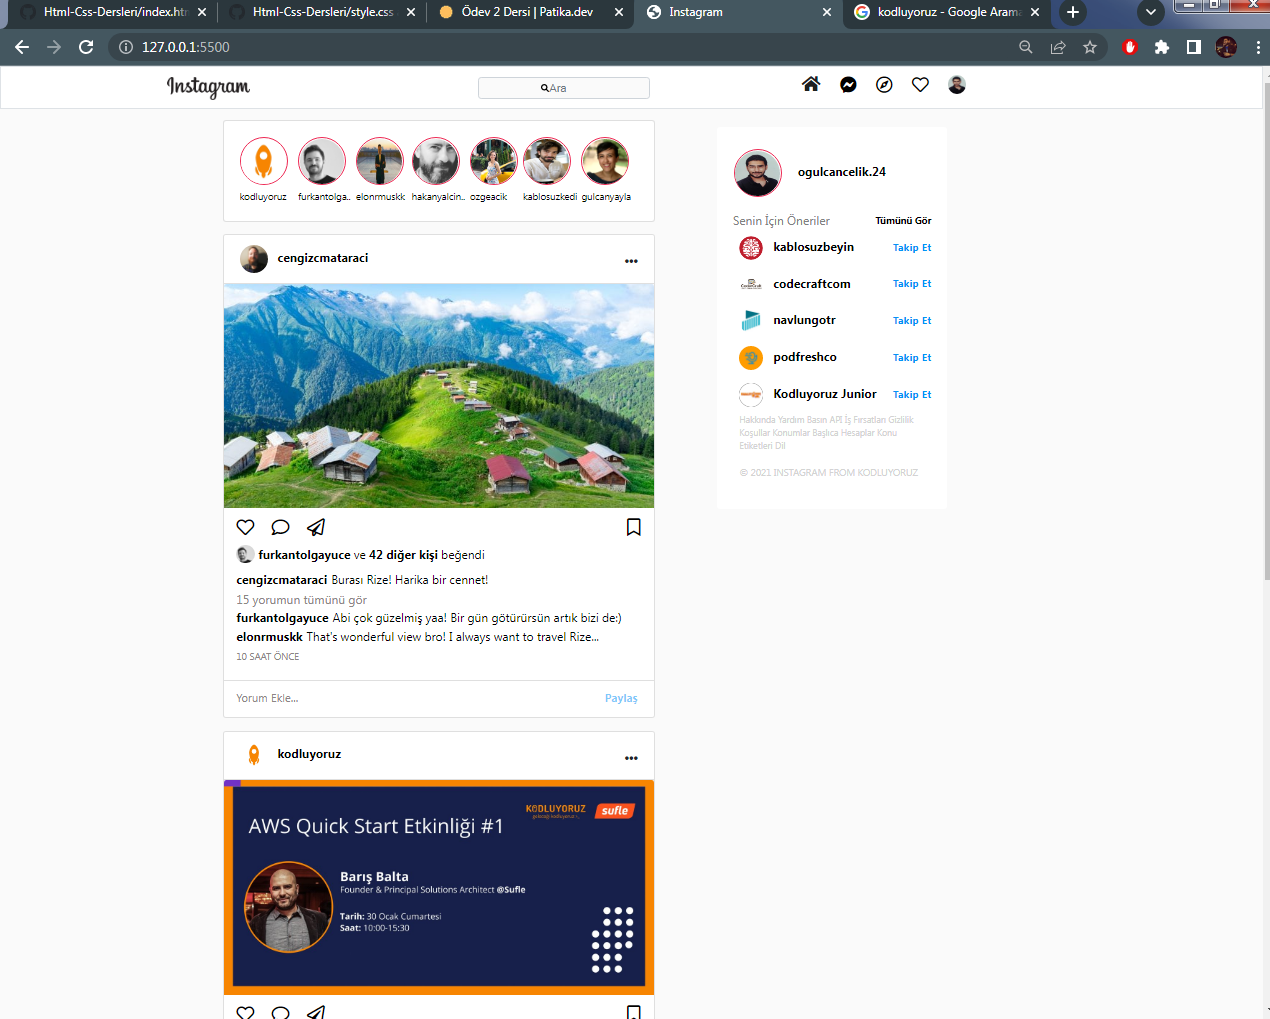 Html-Css-Dersleri/index.htm
Html-Css-Dersleri/style.css
Ödev 2 Dersi | Patika.dev
Instagram
kodluyoruz - Google Arama
127.0.0.1:5500
Instagram
Ara
kodluyoruz
furkantolga..
elonrmuskk
hakanyalcin..
ozgeacik
kablosuzkedi
gulcanyayla
cengizcmataraci
furkantolgayuce ve 42 diğer kişi beğendi
cengizcmataraci Burası Rize! Harika bir cennet!
15 yorumun tümünü gör
furkantolgayuce Abi çok güzelmiş yaa! Bir gün götürürsün artık bizi de:)
elonrmuskk That's wonderful view bro! I always want to travel Rize...
10 SAAT ÖNCE
Yorum Ekle...
Paylaş
kodluyoruz
KODLUYORUZ
sufle
AWS Quick Start Etkinliği #1
Barış Balta
Founder & Principal Solutions Architect @Sufle
Tarih: 30 Ocak Cumartesi
Saat: 10:00-15:30
ogulcancelik.24
Senin İçin Öneriler
Tümünü Gör
kablosuzbeyin
Takip Et
codecraftcom
Takip Et
navlungotr
Takip Et
podfreshco
Takip Et
Kodluyoruz Junior
Takip Et
Hakkında Yardım Basın API İş Fırsatları Gizlilik
Koşullar Konumlar Başlıca Hesaplar Konu
Etiketleri Dil
© 2021 INSTAGRAM FROM KODLUYORUZ